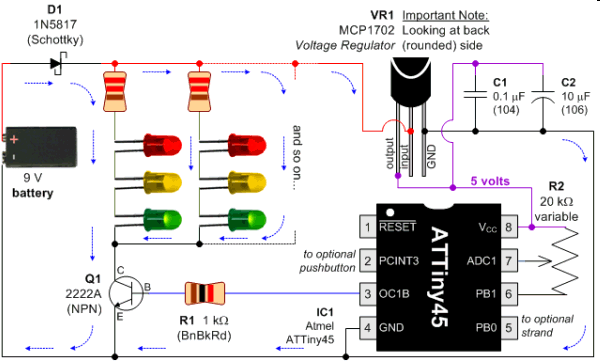 D1
1N5817
(Schottky)
VR1
MCP1702
Voltage Regulator
Important Note:
Looking at back
(rounded) side
C1
0.1 µF
(104)
C2
10 µF
(106)
+
-
9 V
battery
and so on...
output
input
GND
5 volts
R2
20 kΩ
variable
ATTiny45
1
RESET
VCC
8
to optional
pushbutton
2
PCINT3
ADC1
7
3
OC1B
PB1
6
4
GND
PB0
5
to optional
strand
Q1
2222A
(NPN)
C
B
E
R1 1 kΩ
(BnBkRd)
IC1
Atmel
ATTiny45